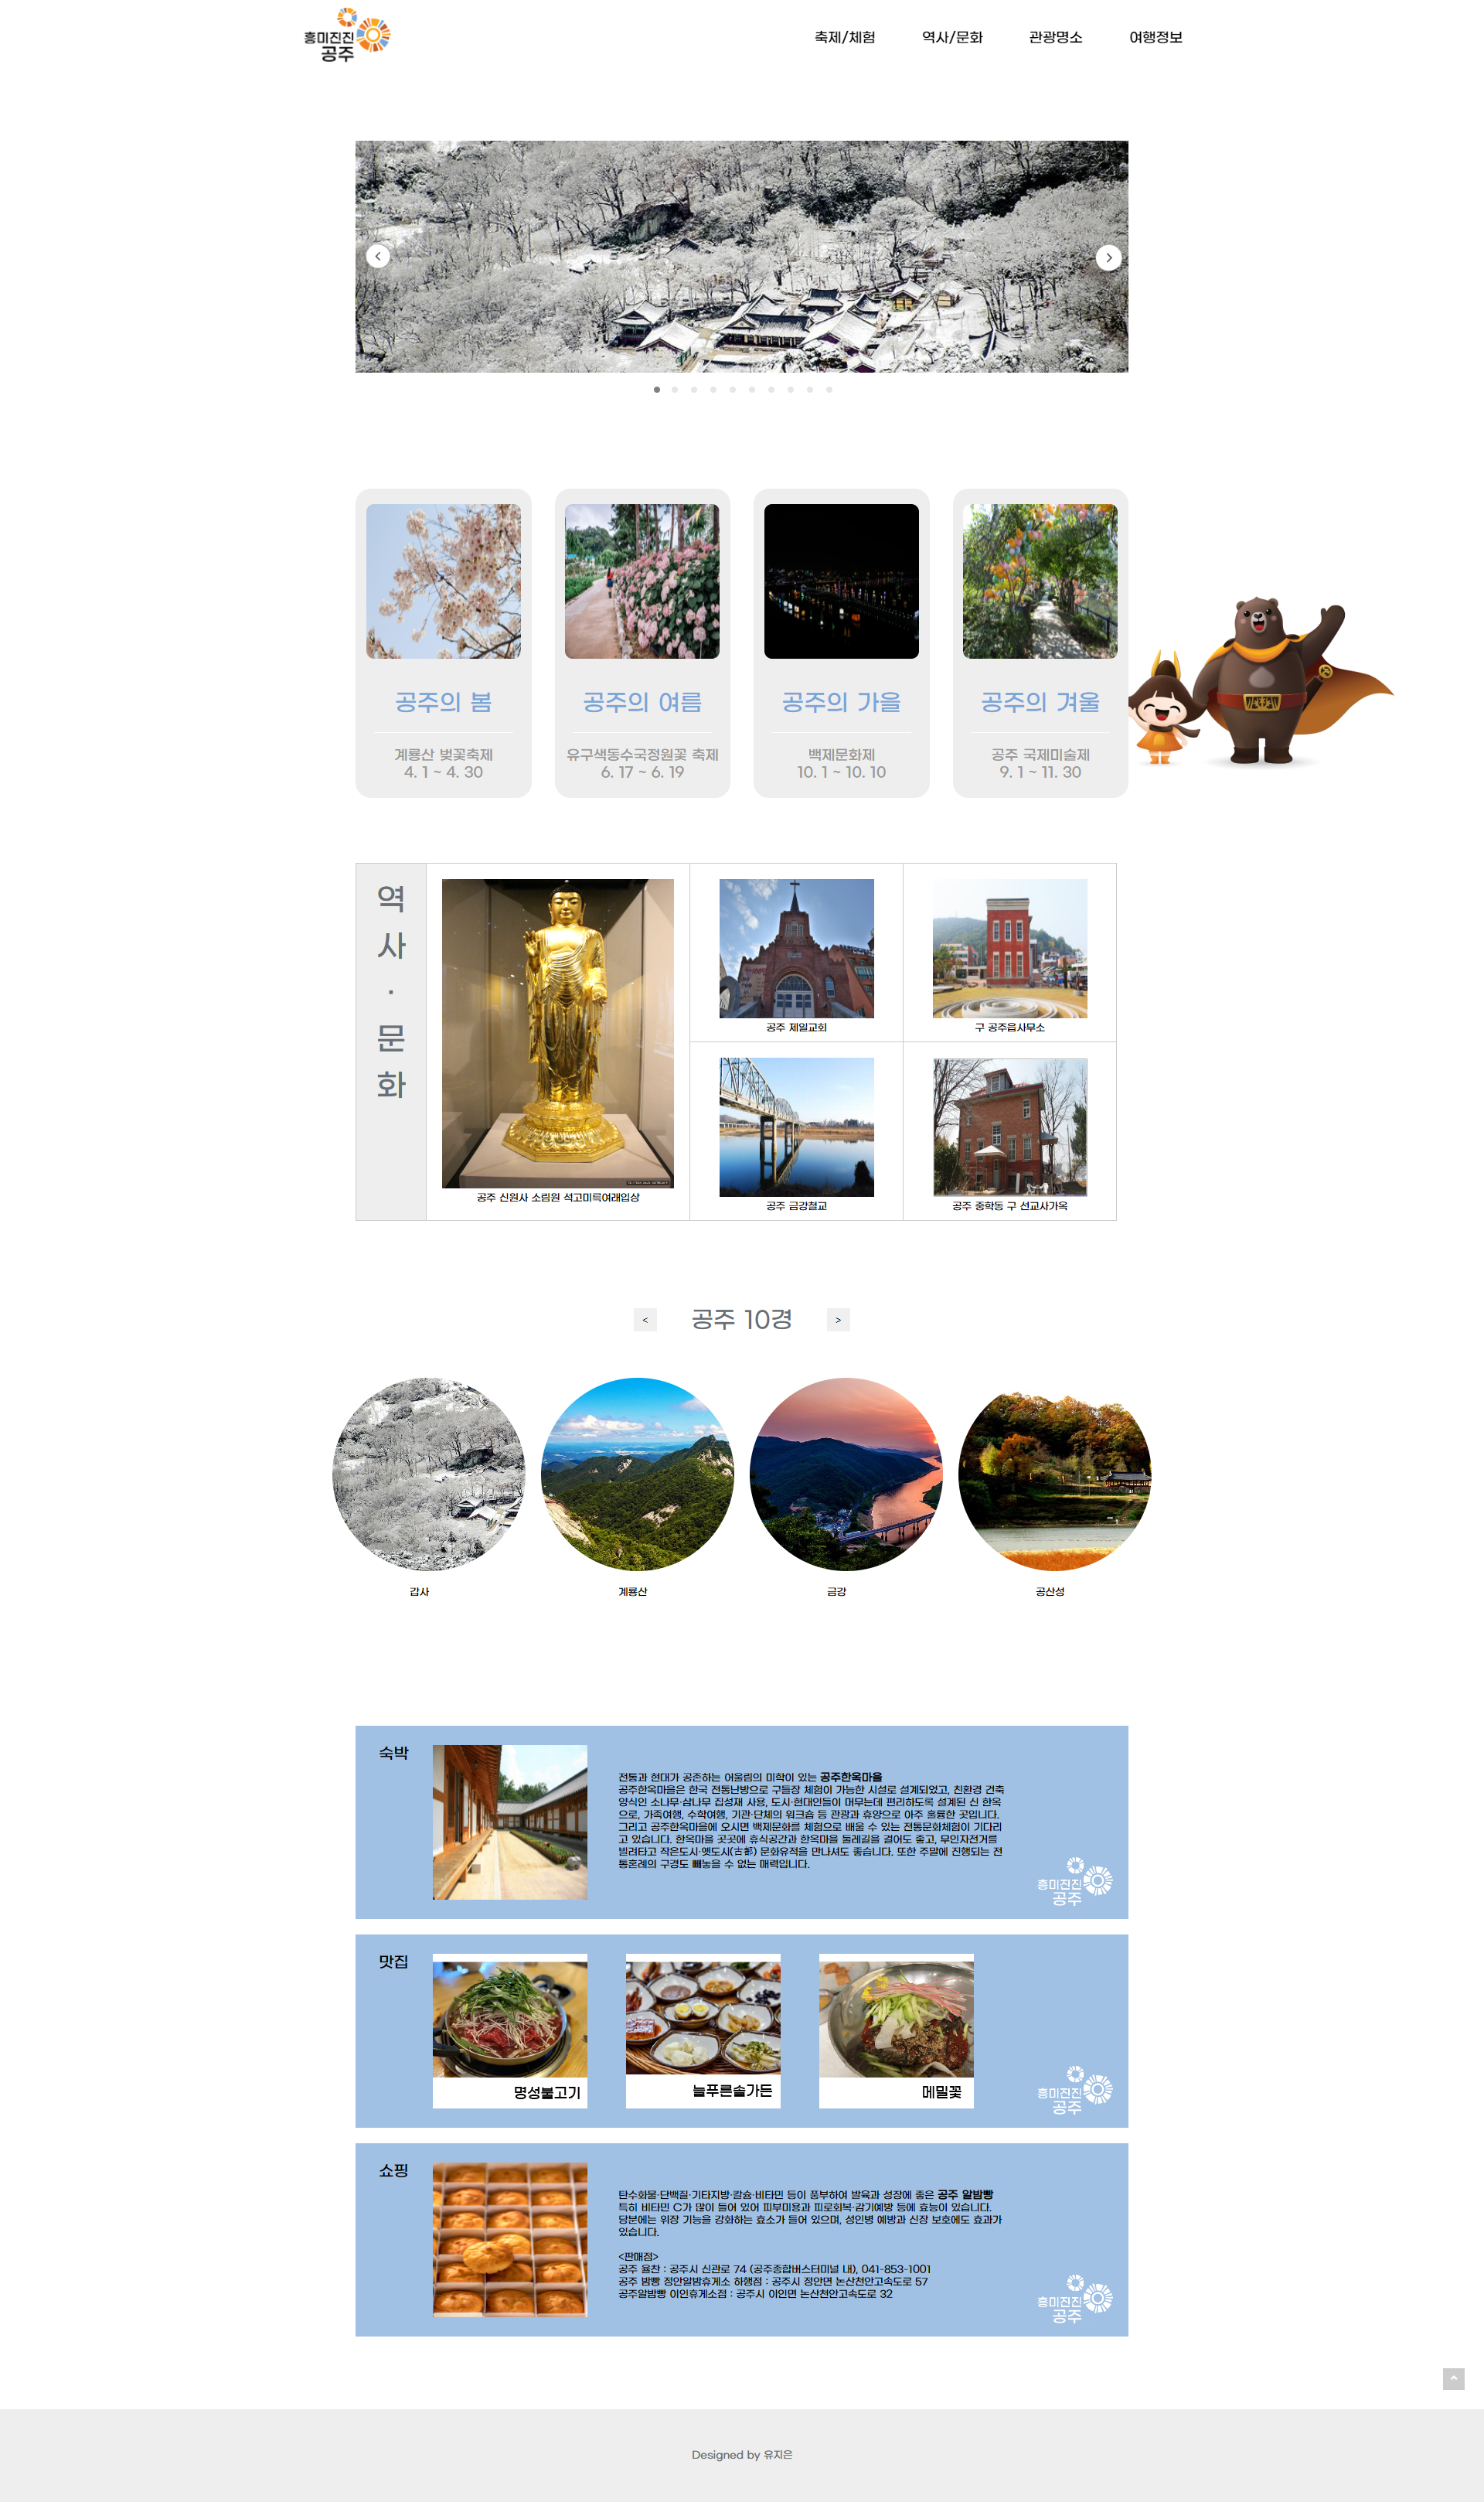 흥미진진
공주
축제/체험
역사/문화
관광명소
여행정보
공주의 봄
계룡산 벚꽃축제
4. 1 ~ 4. 30
공주의 여름
유구색동수국정원꽃 축제
6. 17 ~ 6. 19
공주의 가을
백제문화제
10. 1 ~ 10. 10
공주의 겨울
공주 국제미술제
9. 1 ~ 11. 30
역
사
·
문
화
공주 신원사 소림원 석고미륵여래입상
공주 제일교회
구 공주읍사무소
공주 금강철교
공주 중학동 구 선교사가옥
< 공주 10경 >
갑사
계룡산
금강
공산성
숙박
전통과 현대가 공존하는 어울림의 미학이 있는 공주한옥마을
공주한옥마을은 한국 전통난방으로 구들장 체험이 가능한 시설로 설계되었고, 친환경 건축
양식인 소나무·삼나무 집성재 사용, 도시·현대인들이 머무는데 편리하도록 설계된 신 한옥
으로, 가족여행, 수학여행, 기관·단체의 워크숍 등 관광과 휴양으로 아주 훌륭한 곳입니다.
그리고 공주한옥마을에 오시면 백제문화를 체험으로 배울 수 있는 전통문화체험이 기다리
고 있습니다. 한옥마을 곳곳에 휴식공간과 한옥마을 둘레길을 걸어도 좋고, 무인자전거를
빌려타고 작은도시·옛도시(古都) 문화유적을 만나셔도 좋습니다. 또한 주말에 진행되는 전
통혼례의 구경도 빼놓을 수 없는 매력입니다.
흥미진진
공주
맛집
명성불고기
늘푸른솔가든
메밀꽃
흥미진진
공주
쇼핑
탄수화물·단백질·기타지방·칼슘·비타민 등이 풍부하여 발육과 성장에 좋은 공주 알밤빵
특히 비타민 C가 많이 들어 있어 피부미용과 피로회복·감기예방 등에 효능이 있습니다.
당분에는 위장 기능을 강화하는 효소가 들어 있으며, 성인병 예방과 신장 보호에도 효과가
있습니다.
<판매점>
공주 율찬 : 공주시 신관로 74 (공주종합버스터미널 내), 041-853-1001
공주 밤빵 정안알밤휴게소 하행점 : 공주시 정안면 논산천안고속도로 57
공주알밤빵 이인휴게소점 : 공주시 이인면 논산천안고속도로 32
흥미진진
공주
Designed by 유지은